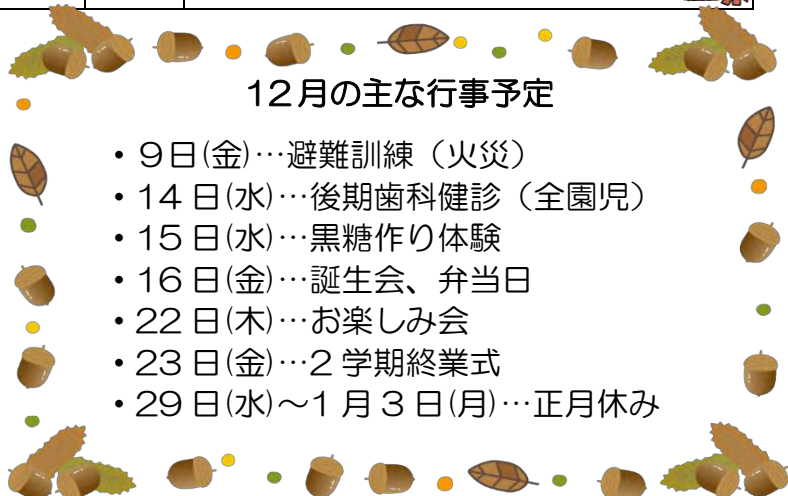 12月の主な行事予定
・9日(金)…避難訓練（火災）
・14日(水)…後期歯科健診（全園児）
・15日(水)…黒糖作り体験
・16日(金)…誕生会、弁当日
・22日(木)…お楽しみ会
・23日(金)…2学期終業式
・29日(水)～1月3日(月)…正月休み